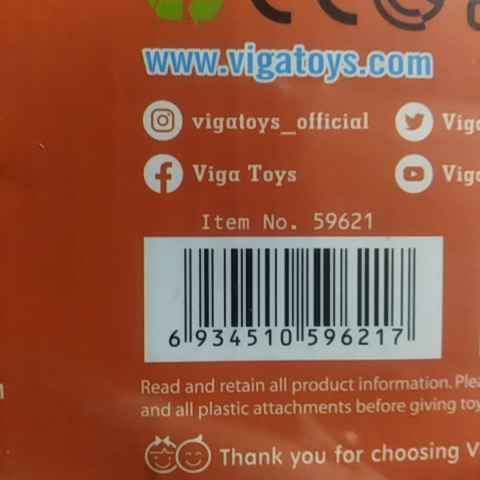 www.vigatoys.com
vigatoys_official
Viga Toys
Item No. 59621
6 934510 596217
Read and retain all product information.
and all plastic attachments before giving
Thank you for choosing